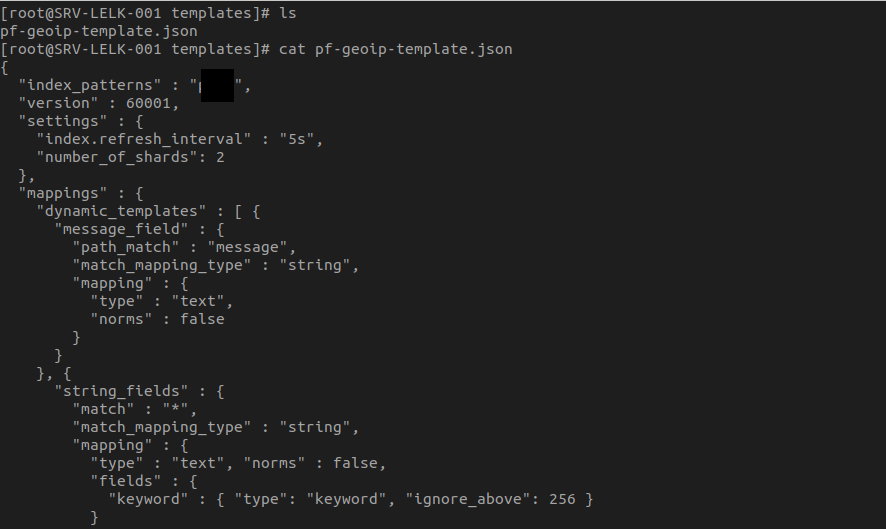 [root@SRV-LELK-001 templates]# ls
pf-geoip-template.json
[root@SRV-LELK-001 templates]# cat pf-geoip-template.json
{
  "index_patterns" : " ",
  "version" : 60001,
  "settings" : {
    "index.refresh_interval" : "5s",
    "number_of_shards": 2
  },
  "mappings" : {
    "dynamic_templates" : [ {
      "message_field" : {
        "path_match" : "message",
        "match_mapping_type" : "string",
        "mapping" : {
          "type" : "text",
          "norms" : false
        }
      }
    }, {
      "string_fields" : {
        "match" : "*",
        "match_mapping_type" : "string",
        "mapping" : {
          "type" : "text", "norms" : false,
          "fields" : {
            "keyword" : { "type": "keyword", "ignore_above": 256 }
          }